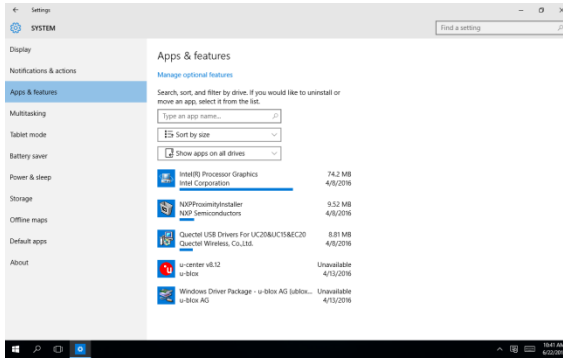 Settings
SYSTEM
Find a setting
Display
Notifications & actions
Apps & features
Multitasking
Tablet mode
Battery saver
Power & sleep
Storage
Offline maps
Default apps
About
Apps & features
Manage optional features
Search, sort, and filter by drive. If you would like to uninstall or
move an app, select it from the list.
Type an app name...
Sort by size
Show apps on all drives
Intel(R) Processor Graphics 74.2 MB
Intel Corporation 4/8/2016
NXPProximityInstaller 9.52 MB
NXP Semiconductors 4/8/2016
Quectel USB Drivers For UC20&UC15&EC20 8.81 MB
Quectel Wireless, Co.,Ltd. 4/8/2016
u-center v8.12 Unavailable
u-blox 4/13/2016
Windows Driver Package - u-blox AG (ublox... Unavailable
u-blox AG 4/13/2016
10:41 AM